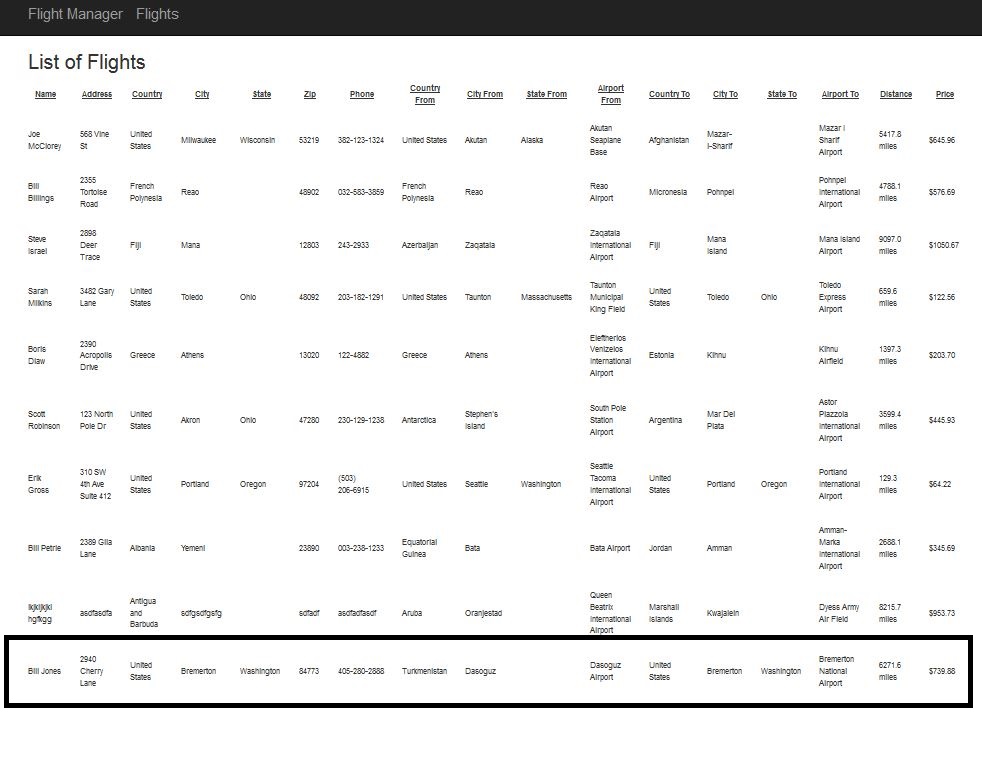 Flight Manager Flights
List of Flights
Name Address Country City State Zip Phone Country From City From State From Airport From Country To City To State To Airport To Distance Price
Joe McClorey 568 Vine St United States Milwaukee Wisconsin 53219 382-123-1324 United States Akutan Alaska Akutan Seaplane Base Afghanistan Mazar-I-Sharif Mazar I Sharif Airport 5417.8 miles $645.96
Bill Billings 2355 Tortoise Road French Polynesia Reao 48902 032-583-3859 French Polynesia Reao Reao Airport Micronesia Pohnpei Pohnpei International Airport 4788.1 miles $576.69
Steve Israel 2898 Deer Trace Fiji Mana 12803 243-2933 Azerbaijan Zaqatala Zaqatala International Airport Fiji Mana Island Mana Island Airport 9097.0 miles $1050.67
Sarah Milkins 3482 Gary Lane United States Toledo Ohio 48092 203-182-1291 United States Taunton Massachusetts Taunton Municipal King Field United States Toledo Ohio Toledo Express Airport 659.6 miles $122.56
Boris Diaw 2390 Acropolis Drive Greece Athens 13020 122-4882 Greece Athens Eleftherios Venizelos International Airport Estonia Kihnu Kihnu Airfield 1397.3 miles $203.70
Scott Robinson 123 North Pole Dr United States Akron Ohio 47280 230-129-1238 Antarctica Stephen's Island South Pole Station Airport Argentina Mar Del Plata Astor Piazzola International Airport 3599.4 miles $445.93
Erik Gross 310 SW 4th Ave Suite 412 United States Portland Oregon 97204 (503) 206-6915 United States Seattle Washington Seattle Tacoma International Airport United States Portland Oregon Portland International Airport 129.3 miles $64.22
Bill Petrie 2389 Glia Lane Albania Yemeni 23890 003-238-1233 Equatorial Guinea Bata Bata Airport Jordan Amman Amman-Marka International Airport 2688.1 miles $345.69
hgfkgg asdfasdfa Antigua and Barbuda sdfgsdfgsfg sdfadf asdfadfasdf Aruba Oranjestad Queen Beatrix International Airport Marshall Islands Kwajalein Dyess Army Air Field 8215.7 miles $953.73
Bill Jones 2940 Cherry Lane United States Bremerton Washington 84773 405-280-2888 Turkmenistan Dasoguz Dasoguz Airport United States Bremerton Washington Bremerton National Airport 6271.6 miles $739.88